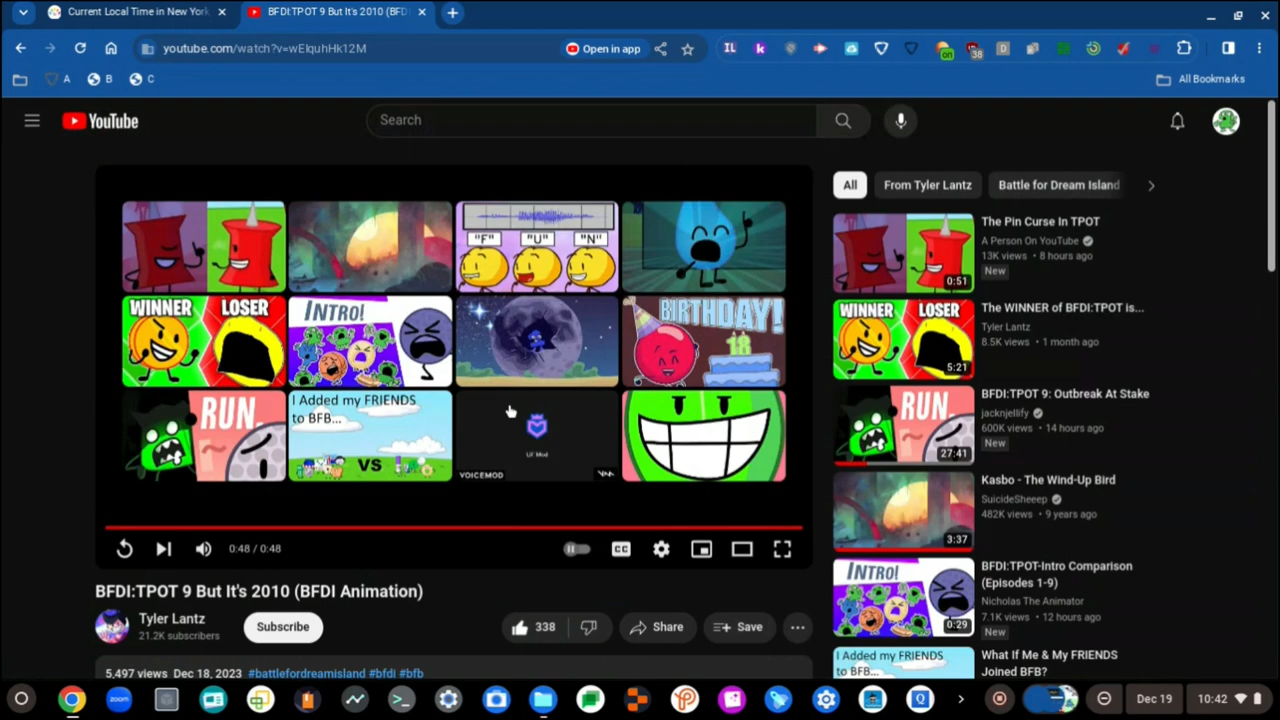 Current Local Time in New York
BFDI:TPOT 9 But It's 2010 (BFD
youtube.com/watch?v=wElquhHk12M
Open in app
IL
k
D
38
on
A
B
C
All Bookmarks
YouTube
Search
All
From Tyler Lantz
Battle for Dream Island
"F"
"U"
"N"
WINNER
LOSER
INTRO!
BIRTHDAY!
18
RUN.
I Added my FRIENDS
to BFB...
VS
Lil' Mod
VOICEMOD
0:48 / 0:48
CC
BFDI:TPOT 9 But It's 2010 (BFDI Animation)
Tyler Lantz
21.2K subscribers
Subscribe
338
Share
Save
5,497 views Dec 18, 2023 #battlefordreamisland #bfdi #bfb
0:51
The Pin Curse In TPOT
A Person On YouTube
13K views • 8 hours ago
New
WINNER
LOSER
5:21
The WINNER of BFDI:TPOT is...
Tyler Lantz
8.5K views • 1 month ago
RUN.
27:41
BFDI:TPOT 9: Outbreak At Stake
jacknjellify
600K views • 14 hours ago
New
3:37
Kasbo - The Wind-Up Bird
SuicideSheeep
482K views • 9 years ago
INTRO!
0:29
BFDI:TPOT-Intro Comparison
(Episodes 1-9)
Nicholas The Animator
7.1K views • 12 hours ago
New
I Added my FRIENDS
to BFB...
What If Me & My FRIENDS
Joined BFB?
zoom
Q
Dec 19
10:42